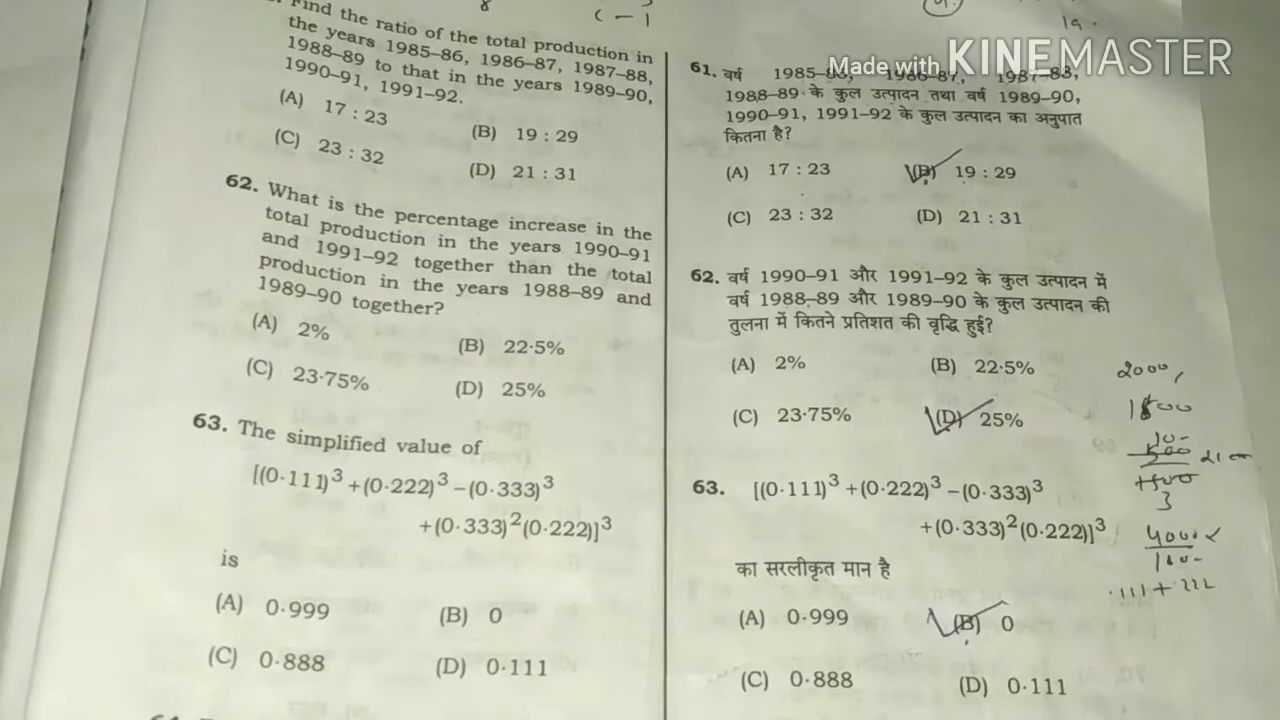 Find the ratio of the total production in
the years 1985–86, 1986–87, 1987–88,
1988–89 to that in the years 1989–90,
1990–91, 1991–92.
(A) 17 : 23
(B) 19 : 29
(C) 23 : 32
(D) 21 : 31
62. What is the percentage increase in the
total production in the years 1990–91
and 1991–92 together than the total
production in the years 1988–89 and
1989–90 together?
(A) 2%
(B) 22·5%
(C) 23·75%
(D) 25%
63. The simplified value of
[(0·111)³ +(0·222)³ −(0·333)³
+(0·333)²(0·222)]³
is
(A) 0·999
(B) 0
(C) 0·888
(D) 0·111
Made with KINEMASTER
61. वर्ष 1985–86, 1986–87, 1987–88,
1988–89 के कुल उत्पादन तथा वर्ष 1989–90,
1990–91, 1991–92 के कुल उत्पादन का अनुपात
कितना है?
(A) 17 : 23
(B) 19 : 29
(C) 23 : 32
(D) 21 : 31
62. वर्ष 1990–91 और 1991–92 के कुल उत्पादन में
वर्ष 1988–89 और 1989–90 के कुल उत्पादन की
तुलना में कितने प्रतिशत की वृद्धि हुई?
(A) 2%
(B) 22·5%
(C) 23·75%
(D) 25%
63. [(0·111)³ +(0·222)³ −(0·333)³
+(0·333)²(0·222)]³
का सरलीकृत मान है
(A) 0·999
(B) 0
(C) 0·888
(D) 0·111
2000
·111 + 222